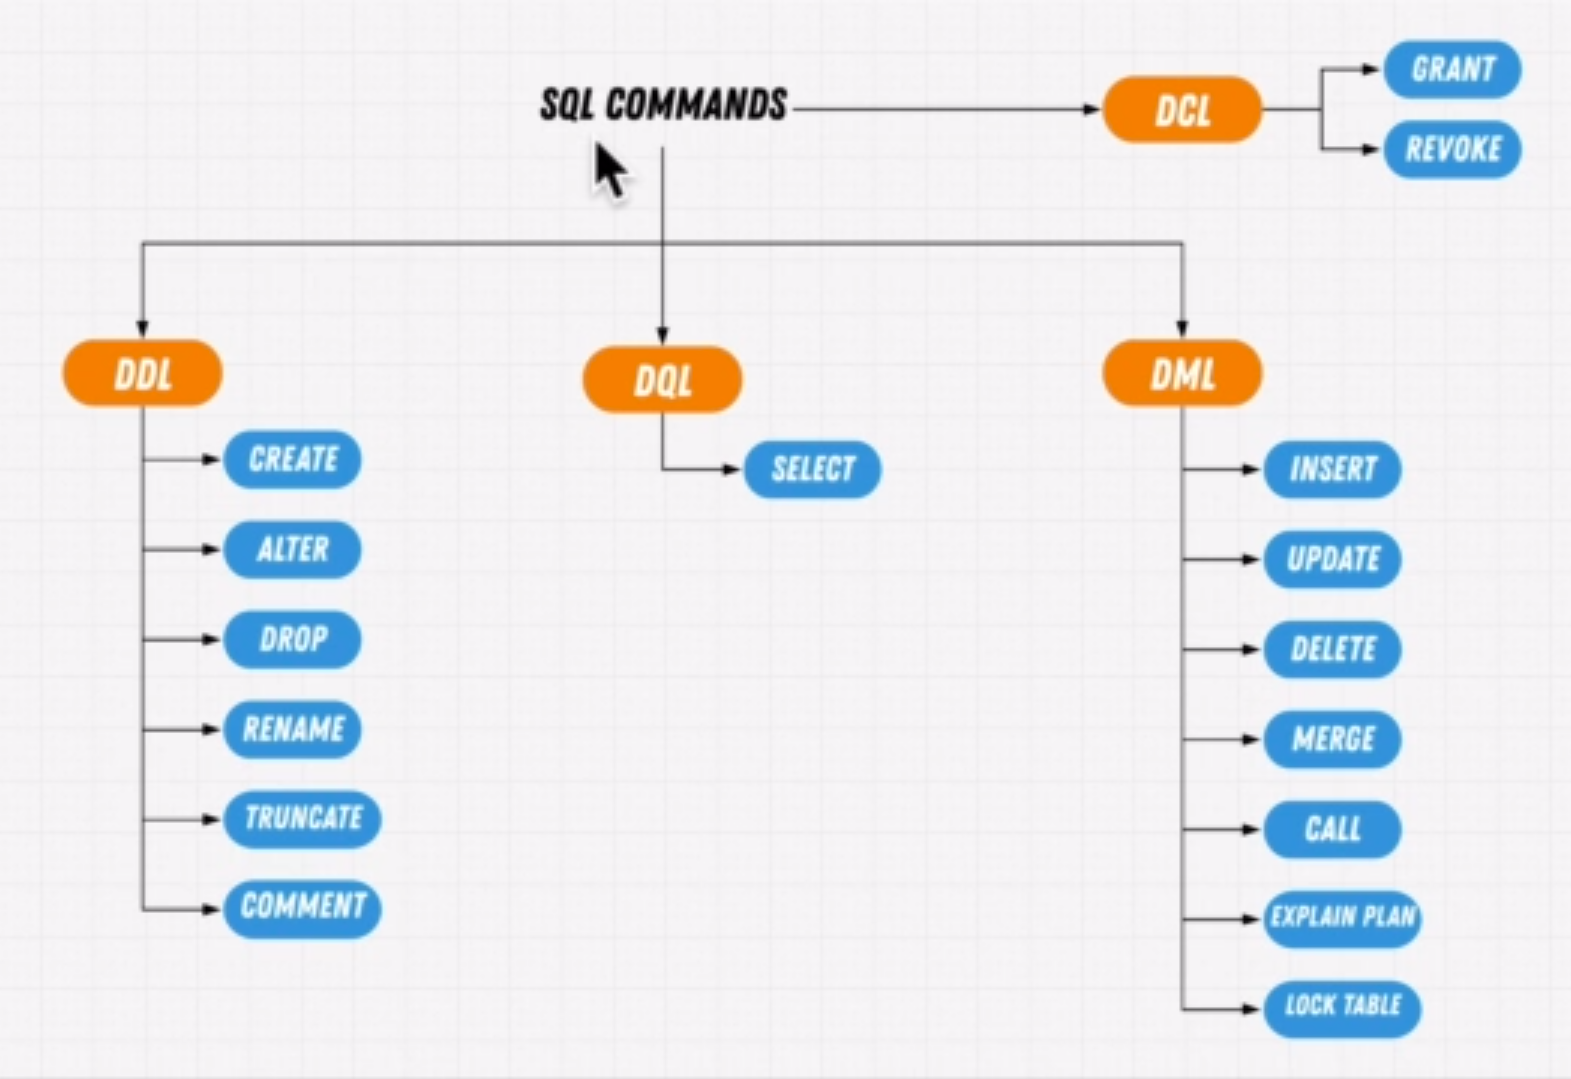 SQL COMMANDS
DCL
GRANT
REVOKE
DDL
CREATE
ALTER
DROP
RENAME
TRUNCATE
COMMENT
DQL
SELECT
DML
INSERT
UPDATE
DELETE
MERGE
CALL
EXPLAIN PLAN
LOCK TABLE